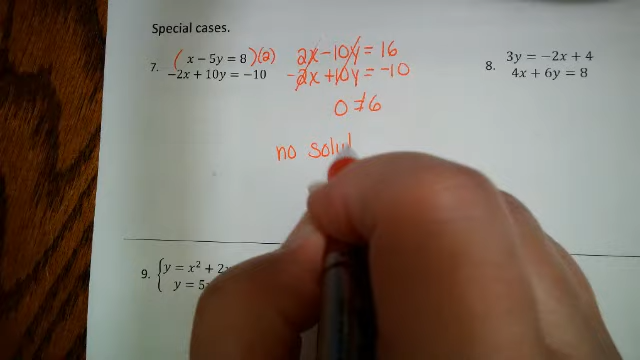 Special cases.
7. ( x − 5y = 8 )(2)
−2x + 10y = −10
2x − 10y = 16
−2x + 10y = −10
0 ≠ 6
no solu
8. 3y = −2x + 4
4x + 6y = 8
9. y = x² + 2
y = 5